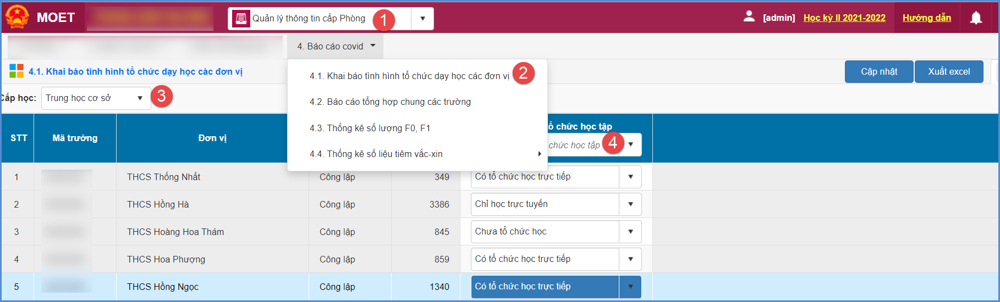 MOET
Quản lý thông tin cấp Phòng
1
[admin]
Học kỳ II 2021-2022
Hướng dẫn
4. Báo cáo covid
4.1. Khai báo tình hình tổ chức dạy học các đơn vị
4.1. Khai báo tình hình tổ chức dạy học các đơn vị
2
4.2. Báo cáo tổng hợp chung các trường
4.3. Thống kê số lượng F0, F1
4.4. Thống kê số liệu tiêm vắc-xin
Cập nhật
Xuất excel
Cấp học:
Trung học cơ sở
3
STT
Mã trường
Đơn vị
tổ chức học tập
chức học tập
4
1 THCS Thống Nhất Công lập 349 Có tổ chức học trực tiếp
2 THCS Hồng Hà Công lập 3386 Chỉ học trực tuyến
3 THCS Hoàng Hoa Thám Công lập 845 Chưa tổ chức học
4 THCS Hoa Phượng Công lập 859 Có tổ chức học trực tiếp
5 THCS Hồng Ngọc Công lập 1340 Có tổ chức học trực tiếp